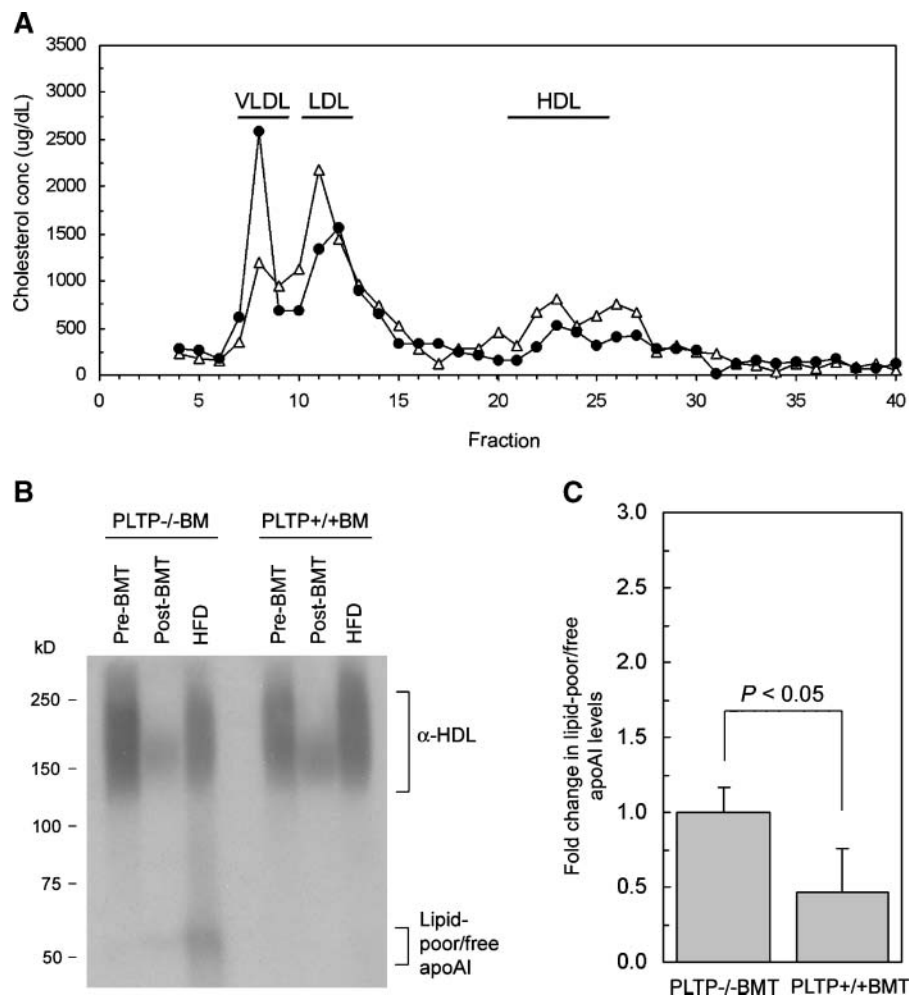 A
3500
3000
2500
2000
1500
1000
500
0
Cholesterol conc (ug/dL)
VLDL LDL HDL
0 5 10 15 20 25 30 35 40
Fraction
B
PLTP-/-BM PLTP+/+BM
Pre-BMT Post-BMT HFD Pre-BMT Post-BMT HFD
kD
250
150
100
75
50
α-HDL
Lipid-
poor/free
apoAI
C
Fold change in lipid-poor/free
apoAI levels
3.0
2.5
2.0
1.5
1.0
0.5
0.0
P < 0.05
PLTP-/-BMT PLTP+/+BMT